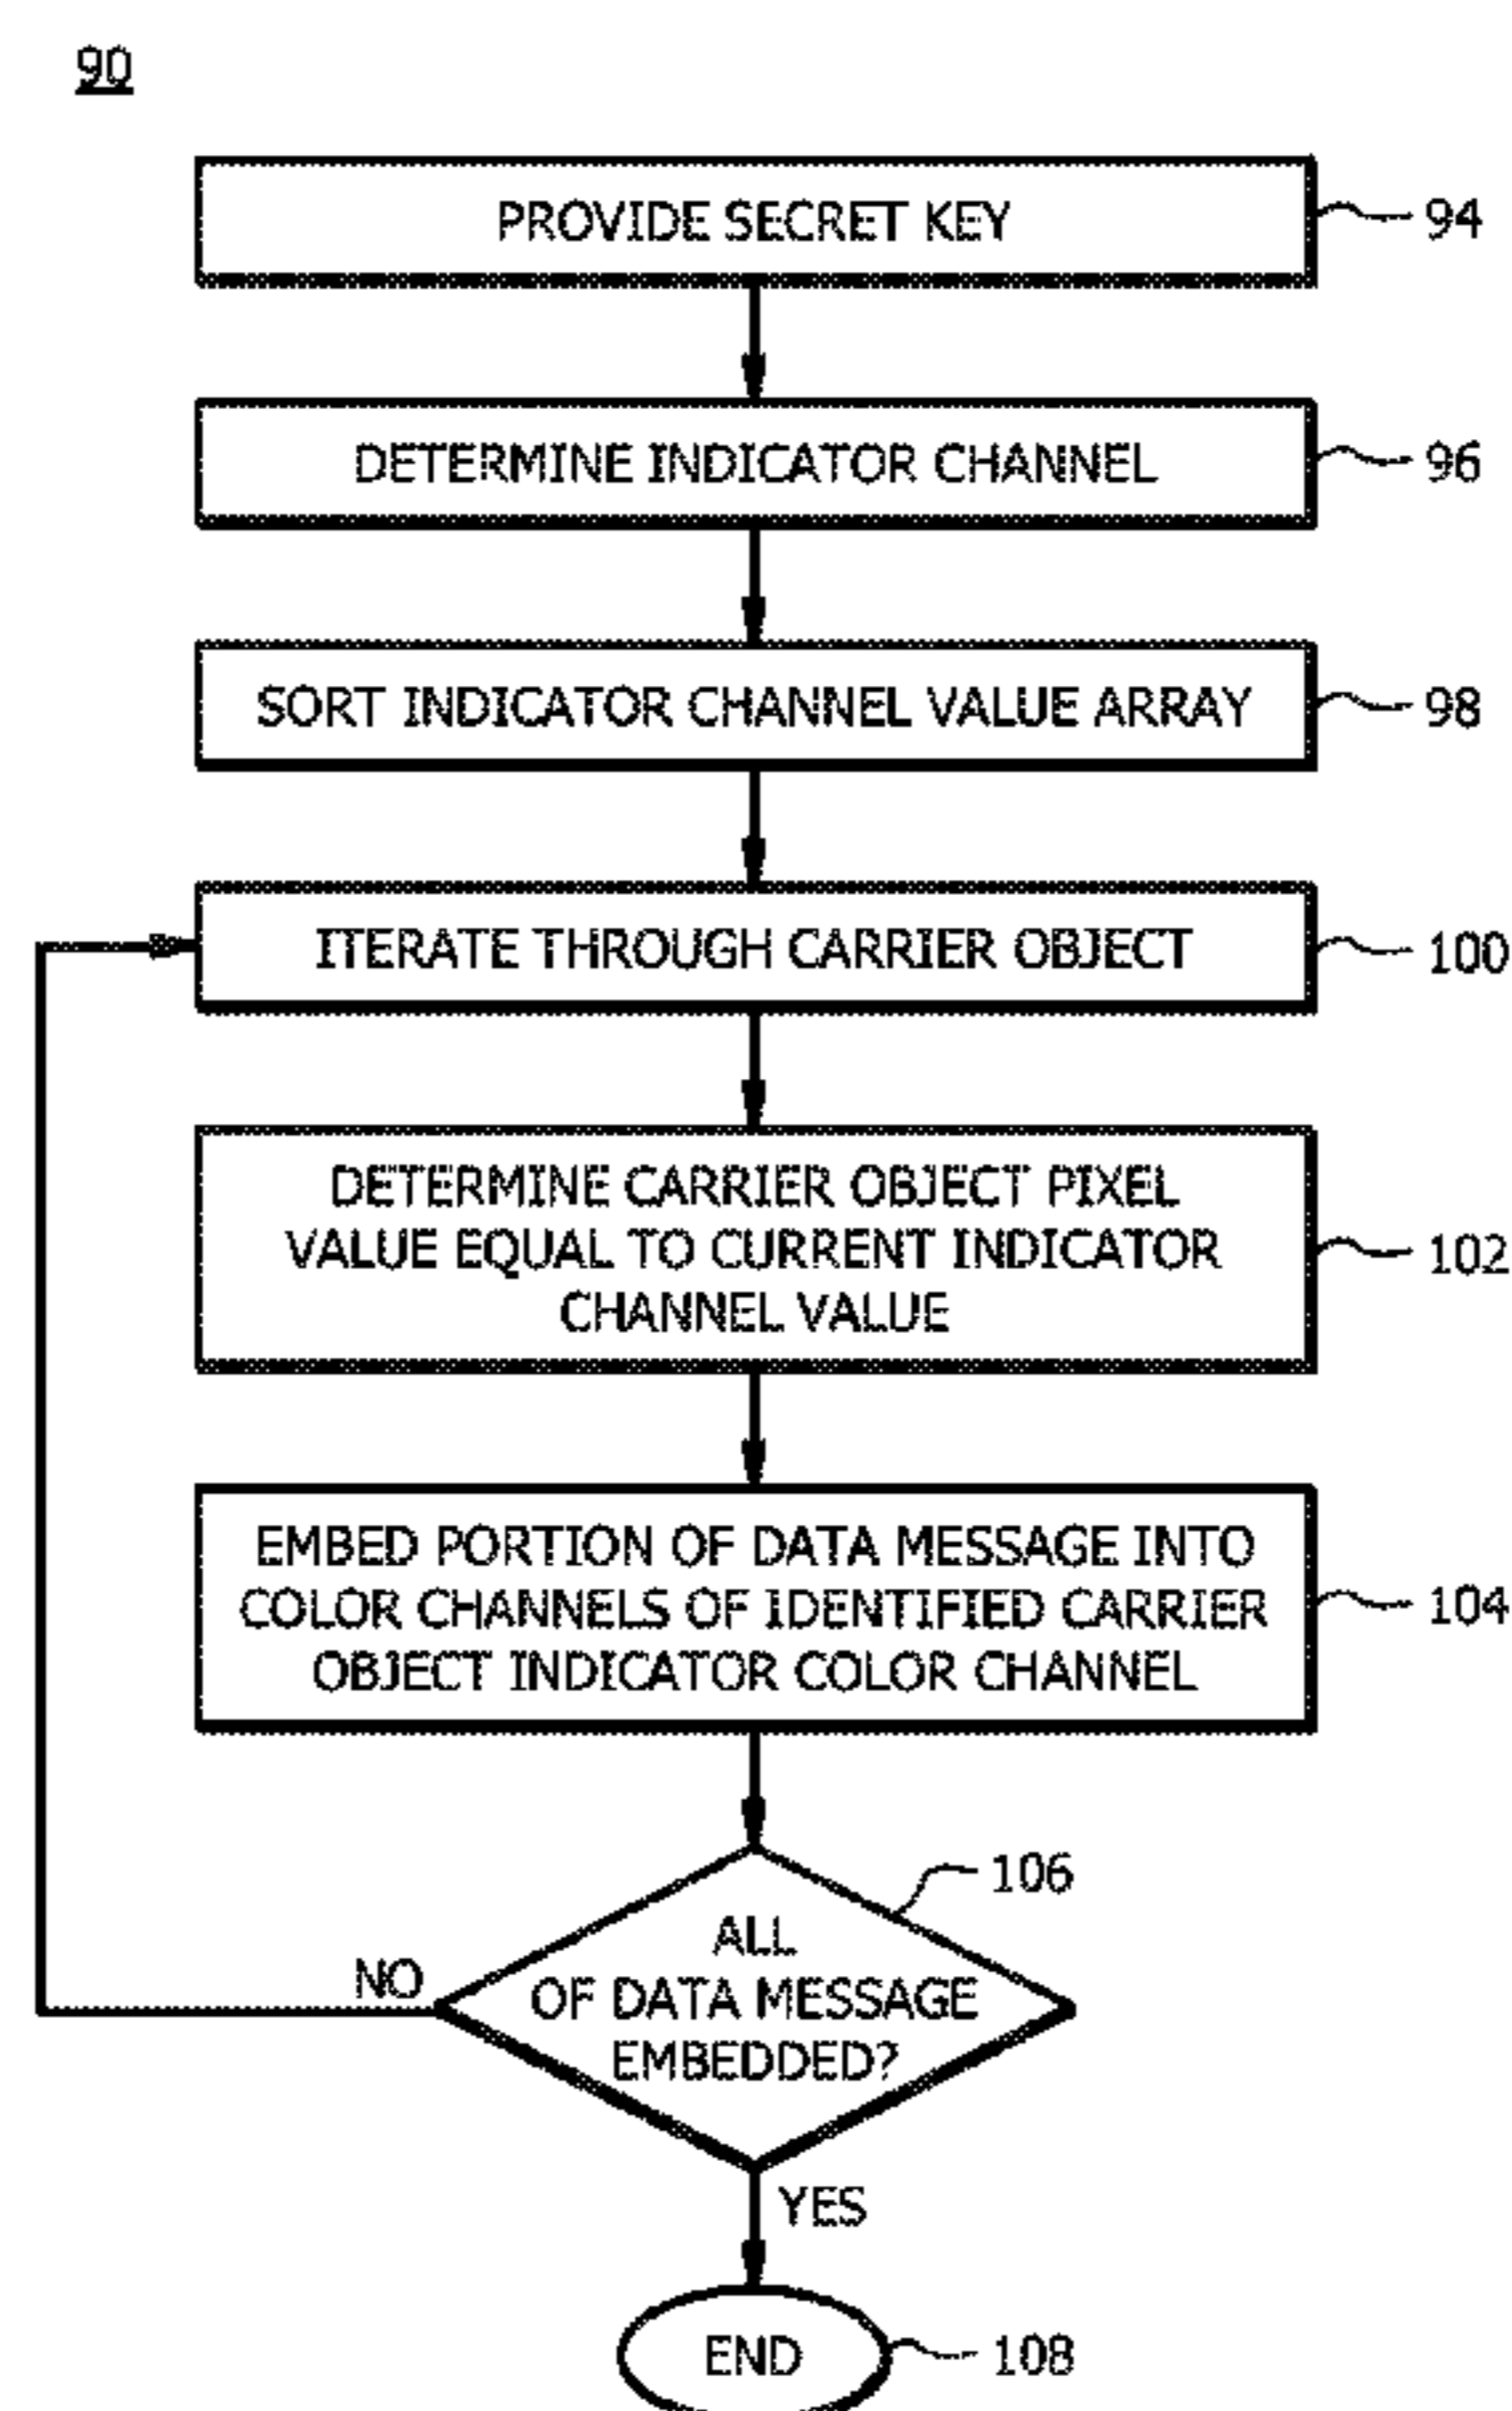 90
PROVIDE SECRET KEY
94
DETERMINE INDICATOR CHANNEL
96
SORT INDICATOR CHANNEL VALUE ARRAY
98
ITERATE THROUGH CARRIER OBJECT
100
DETERMINE CARRIER OBJECT PIXEL
VALUE EQUAL TO CURRENT INDICATOR
CHANNEL VALUE
102
EMBED PORTION OF DATA MESSAGE INTO
COLOR CHANNELS OF IDENTIFIED CARRIER
OBJECT INDICATOR COLOR CHANNEL
104
106
ALL
OF DATA MESSAGE
EMBEDDED?
NO
YES
END
108